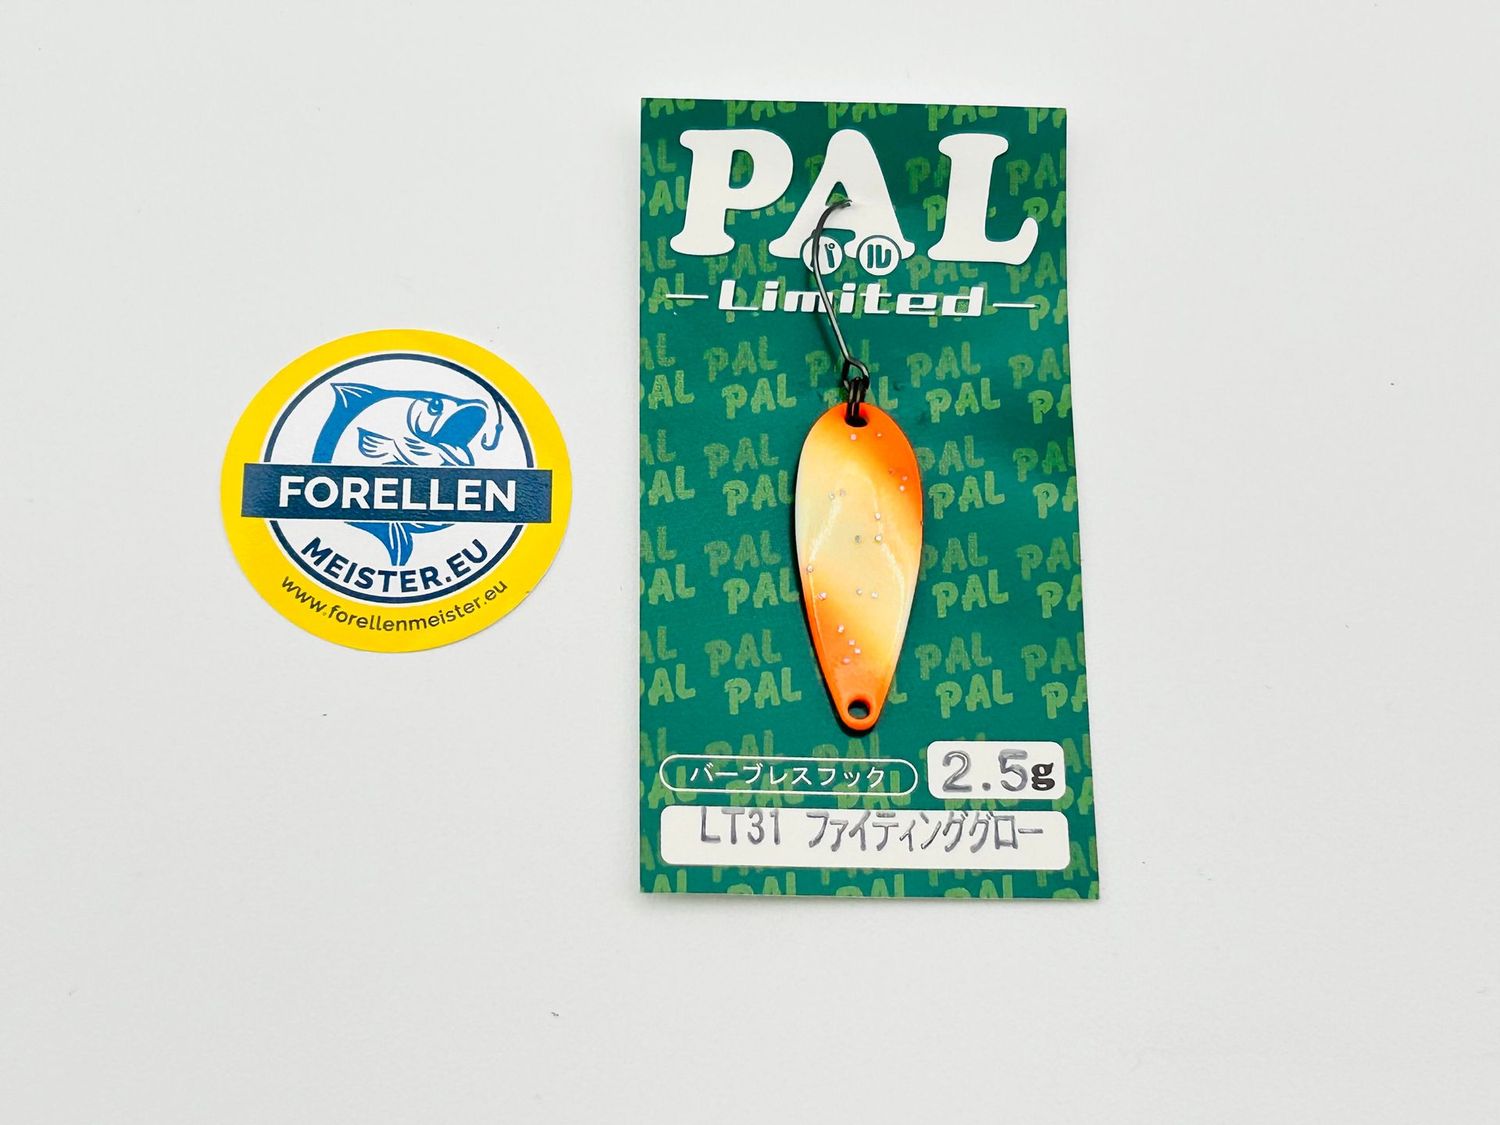 FORELLEN
MEISTER.EU
www.forellenmeister.eu
PAL
パル
Limited
バーブレスフック
2.5g
LT31 ファイティンググロー